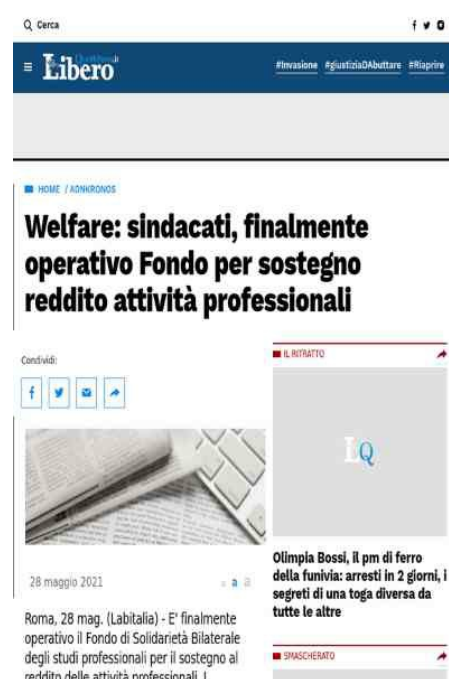 Cerca
Libero
#Invasione #giustiziaDAbuttare #Riaprire
HOME / ADNKRONOS
Welfare: sindacati, finalmente
operativo Fondo per sostegno
reddito attività professionali
Condividi:
28 maggio 2021
a a a
Roma, 28 mag. (Labitalia) - E' finalmente
operativo il Fondo di Solidarietà Bilaterale
degli studi professionali per il sostegno al
reddito delle attività professionali. I
IL RITRATTO
LQ
Olimpia Bossi, il pm di ferro
della funivia: arresti in 2 giorni, i
segreti di una toga diversa da
tutte le altre
SMASCHERATO